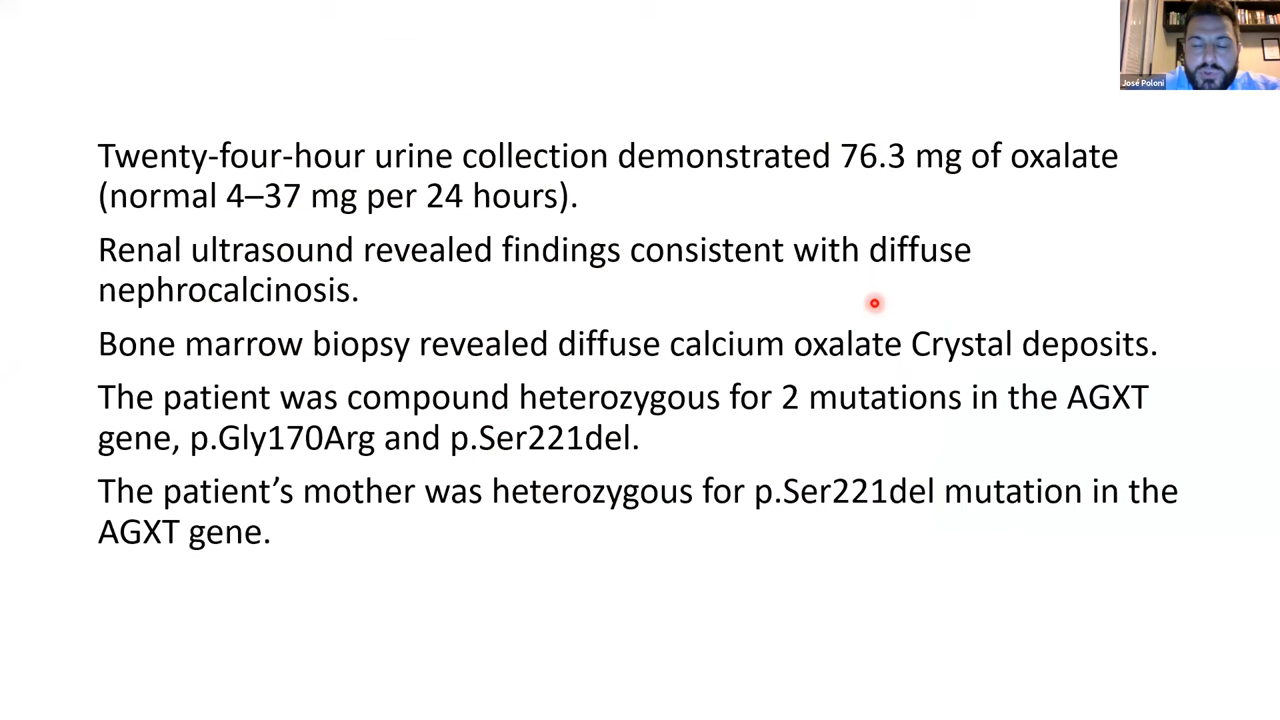 José Poloni
Twenty-four-hour urine collection demonstrated 76.3 mg of oxalate
(normal 4–37 mg per 24 hours).
Renal ultrasound revealed findings consistent with diffuse
nephrocalcinosis.
Bone marrow biopsy revealed diffuse calcium oxalate Crystal deposits.
The patient was compound heterozygous for 2 mutations in the AGXT
gene, p.Gly170Arg and p.Ser221del.
The patient’s mother was heterozygous for p.Ser221del mutation in the
AGXT gene.